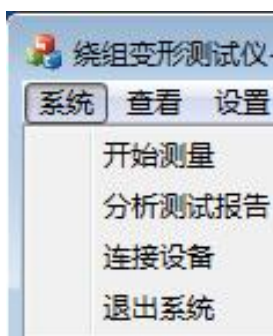 绕组变形测试仪-
系统 查看 设置
开始测量
分析测试报告
连接设备
退出系统